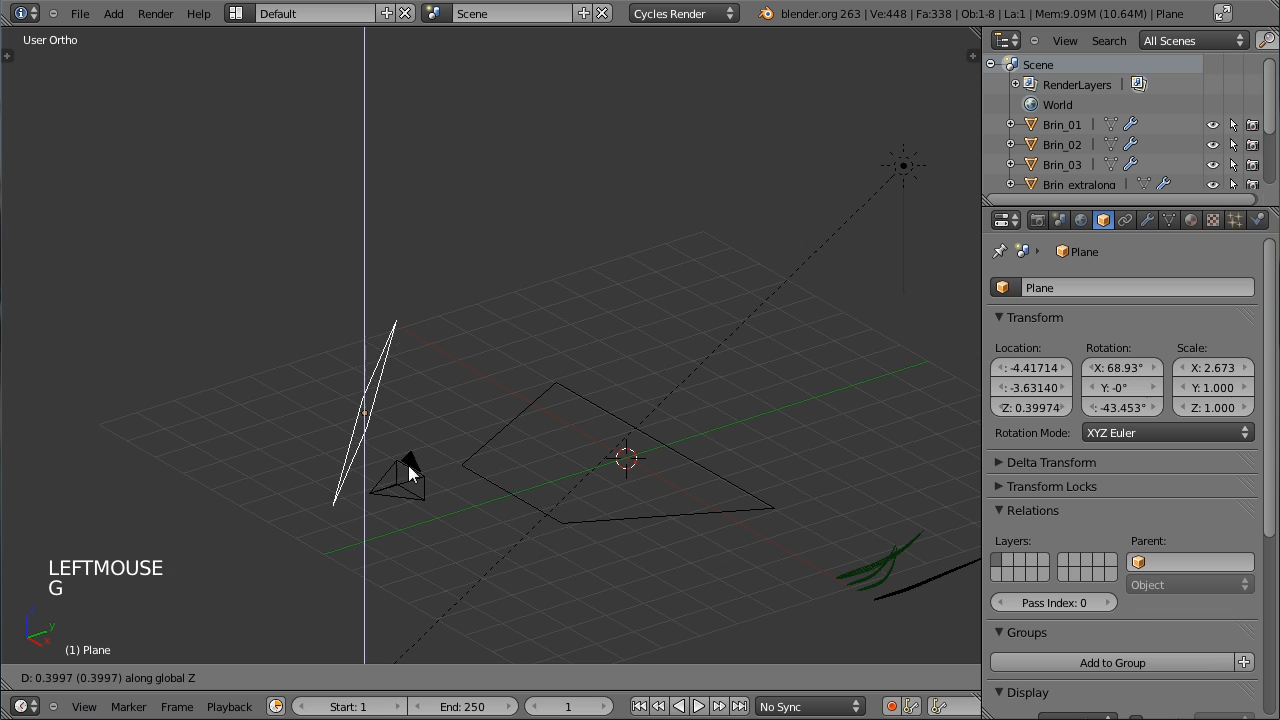 File Add Render Help Default Scene Cycles Render blender.org 263 | Ve:448 | Fa:338 | Ob:1-8 | La:1 | Mem:9.09M (10.64M) | Plane
User Ortho
View Search All Scenes
Scene
RenderLayers |
World
Brin_01 |
Brin_02 |
Brin_03 |
Brin_extralong |
Plane
Plane
Transform
Location: Rotation: Scale:
: -4.41714 X: 68.93° X: 2.673
: -3.63140 Y: -0° Y: 1.000
Z: 0.39974 : -43.453° Z: 1.000
Rotation Mode: XYZ Euler
Delta Transform
Transform Locks
Relations
Layers: Parent:
Object
Pass Index: 0
Groups
Add to Group
Display
LEFTMOUSE
G
z
y
x
(1) Plane
D: 0.3997 (0.3997) along global Z
View Marker Frame Playback Start: 1 End: 250 1 No Sync